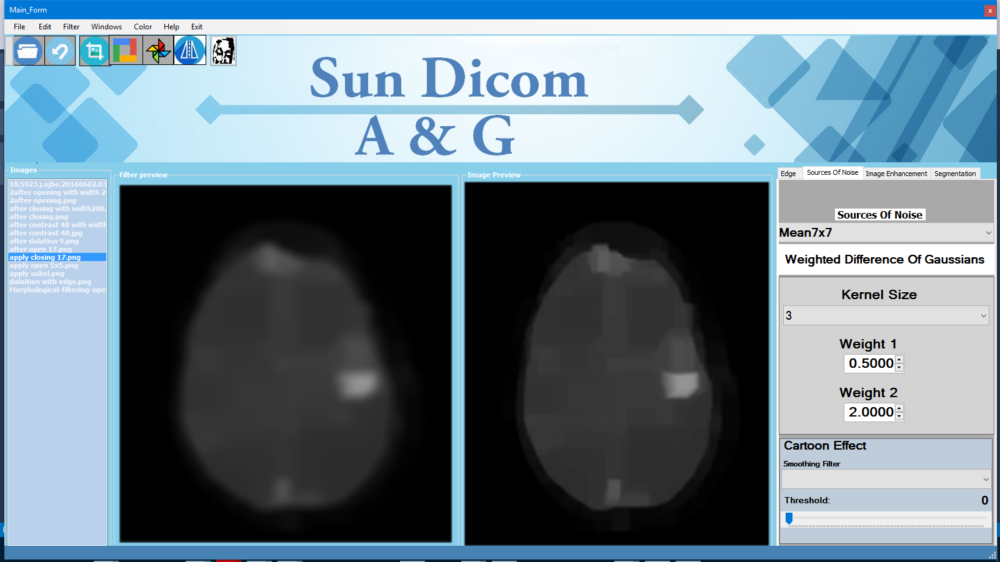 Main_Form
x
File Edit Filter Windows Color Help Exit
Sun Dicom
A & G
Images
10.5923.j.ajbe.20160602.03
2after opening with width 2
2after opening.png
after closing with width200.
after closing.png
after contrast 40 with width
after contrast 40.jpg
after dalation 9.png
after open 17.png
apply closing 17.png
apply open 5x5.png
apply sobel.png
dalaition with edge.png
Morphological-filtering-ope
Filter preview
Image Preview
Edge Sources Of Noise Image Enhancement Segmentation
Sources Of Noise
Mean7x7
Weighted Difference Of Gaussians
Kernel Size
3
Weight 1
0.5000
Weight 2
2.0000
Cartoon Effect
Smoothing Filter
Threshold: 0